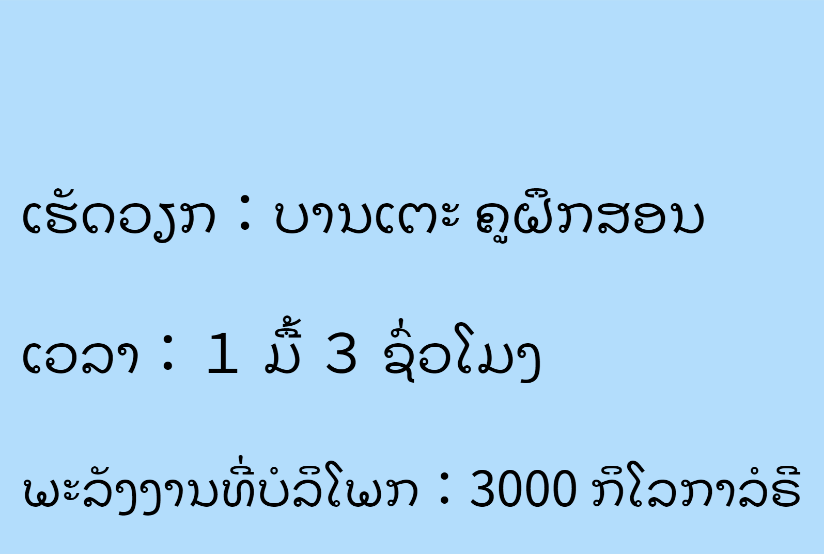 ເຮັດວຽກ : ບານເຕະ ຄູຝຶກສອນ
ເວລາ : 1 ມື້ 3 ຊົ່ວໂມງ
ພະລັງງານທີ່ບໍລິໂພກ : 3000 ກິໂລກາລໍຣີ